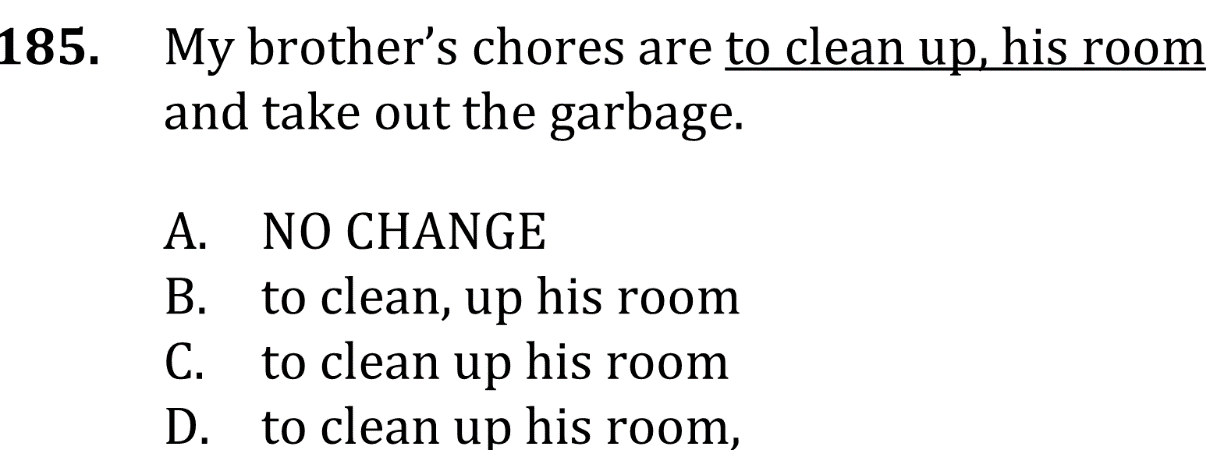 185. My brother’s chores are to clean up, his room
and take out the garbage.
A. NO CHANGE
B. to clean, up his room
C. to clean up his room
D. to clean up his room,